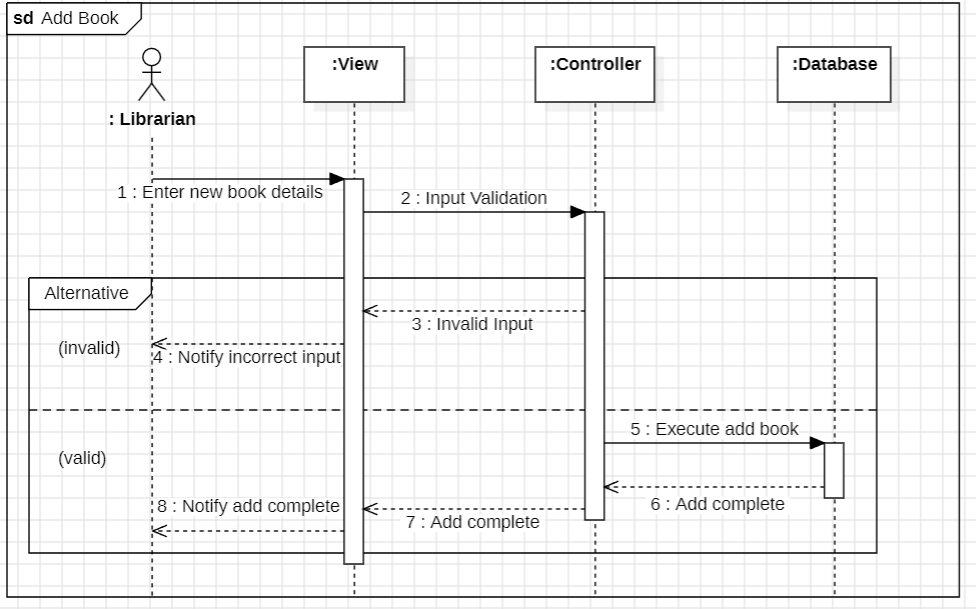 sd Add Book
:View
:Controller
:Database
: Librarian
1 : Enter new book details
2 : Input Validation
Alternative
3 : Invalid Input
(invalid)
4 : Notify incorrect input
5 : Execute add book
(valid)
6 : Add complete
7 : Add complete
8 : Notify add complete